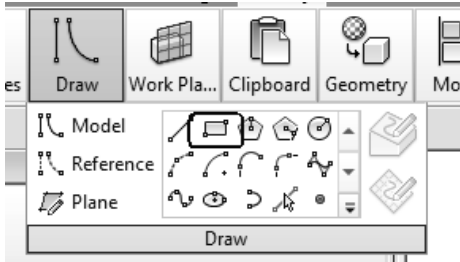 es Draw Work Pla... Clipboard Geometry Mo
Model
Reference
Plane
Draw